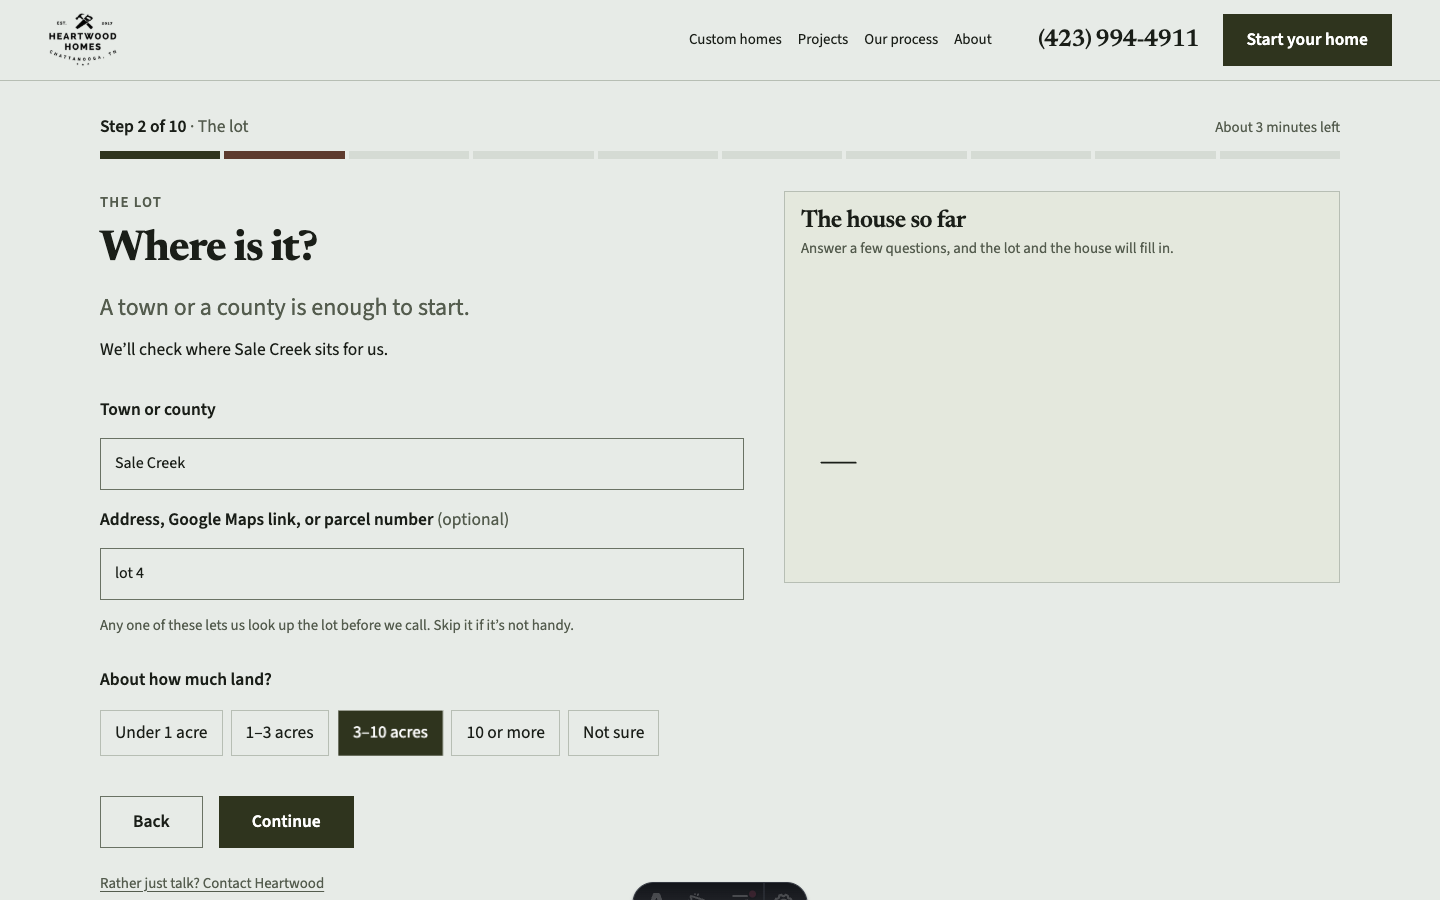 EST. 2017
HEARTWOOD
HOMES
CHATTANOOGA, TN
Custom homes Projects Our process About (423) 994-4911 Start your home
Step 2 of 10 · The lot
About 3 minutes left
THE LOT
Where is it?
A town or a county is enough to start.
We’ll check where Sale Creek sits for us.
Town or county
Sale Creek
Address, Google Maps link, or parcel number (optional)
lot 4
Any one of these lets us look up the lot before we call. Skip it if it’s not handy.
About how much land?
Under 1 acre 1–3 acres 3–10 acres 10 or more Not sure
Back Continue
Rather just talk? Contact Heartwood
The house so far
Answer a few questions, and the lot and the house will fill in.